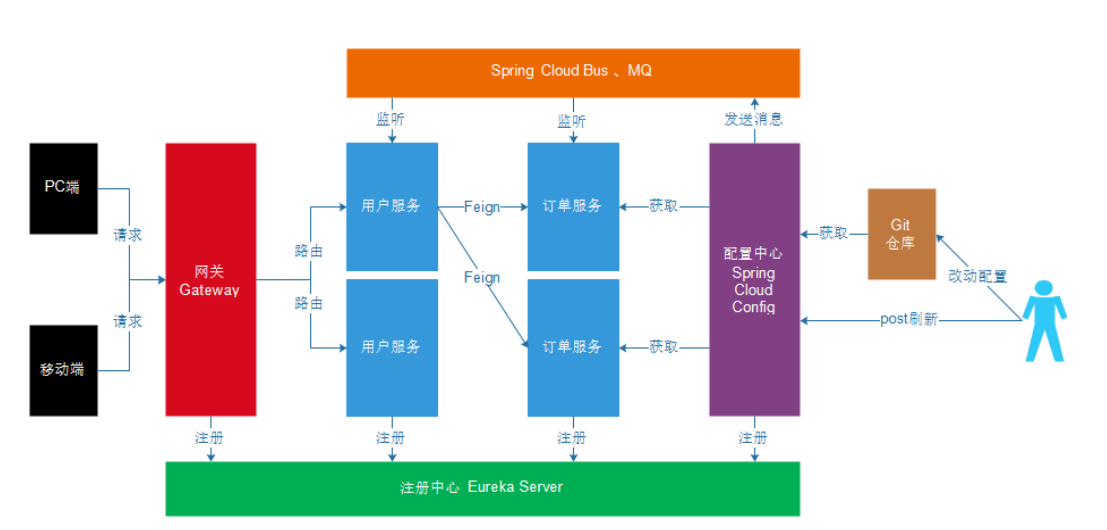 Spring Cloud Bus 、MQ
监听
监听
发送消息
PC端
请求
请求
移动端
网关
Gateway
路由
路由
用户服务
用户服务
Feign
Feign
订单服务
订单服务
获取
获取
配置中心
Spring
Cloud
Config
获取
Git
仓库
改动配置
post刷新
注册
注册
注册
注册
注册中心 Eureka Server